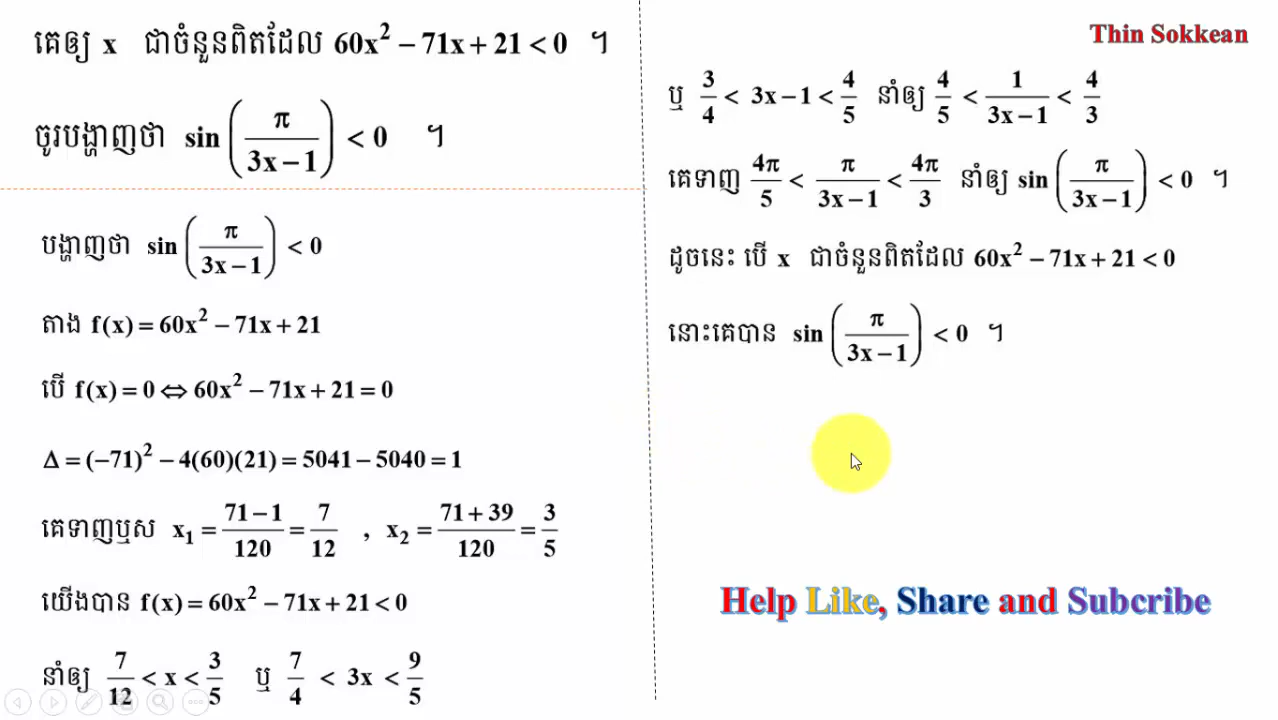 គេឲ្យ x ជាចំនួនពិតដែល 60x² − 71x + 21 < 0 ។
ចូរបង្ហាញថា sin(π/(3x − 1)) < 0 ។
បង្ហាញថា sin(π/(3x − 1)) < 0
តាង f(x) = 60x² − 71x + 21
បើ f(x) = 0 ⇔ 60x² − 71x + 21 = 0
Δ = (−71)² − 4(60)(21) = 5041 − 5040 = 1
គេទាញឬស x₁ = (71 − 1)/120 = 7/12 , x₂ = (71 + 39)/120 = 3/5
យើងបាន f(x) = 60x² − 71x + 21 < 0
នាំឲ្យ 7/12 < x < 3/5 ឬ 7/4 < 3x < 9/5
Thin Sokkean
ឬ 3/4 < 3x − 1 < 4/5 នាំឲ្យ 4/5 < 1/(3x − 1) < 4/3
គេទាញ 4π/5 < π/(3x − 1) < 4π/3 នាំឲ្យ sin(π/(3x − 1)) < 0 ។
ដូចនេះ បើ x ជាចំនួនពិតដែល 60x² − 71x + 21 < 0
នោះគេបាន sin(π/(3x − 1)) < 0 ។
Help Like, Share and Subcribe